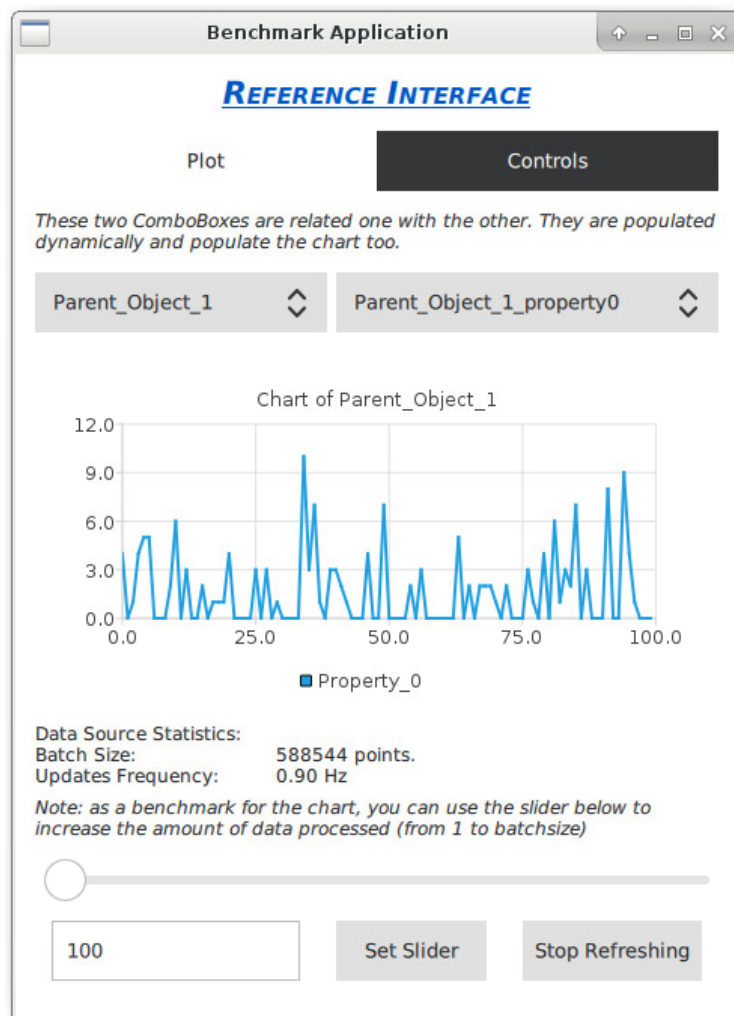 Benchmark Application
REFERENCE INTERFACE
Plot Controls
These two ComboBoxes are related one with the other. They are populated
dynamically and populate the chart too.
Parent_Object_1 Parent_Object_1_property0
Chart of Parent_Object_1
12.0
9.0
6.0
3.0
0.0
0.0 25.0 50.0 75.0 100.0
Property_0
Data Source Statistics:
Batch Size: 588544 points.
Updates Frequency: 0.90 Hz
Note: as a benchmark for the chart, you can use the slider below to
increase the amount of data processed (from 1 to batchsize)
100 Set Slider Stop Refreshing